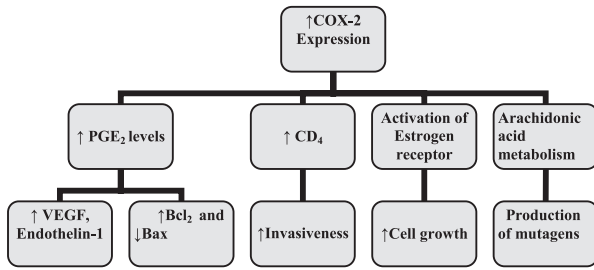 ↑COX-2
Expression
↑ PGE₂ levels
↑ CD₄
Activation of
Estrogen
receptor
Arachidonic
acid
metabolism
↑ VEGF,
Endothelin-1
↑Bcl₂ and
↓Bax
↑Invasiveness
↑Cell growth
Production
of mutagens